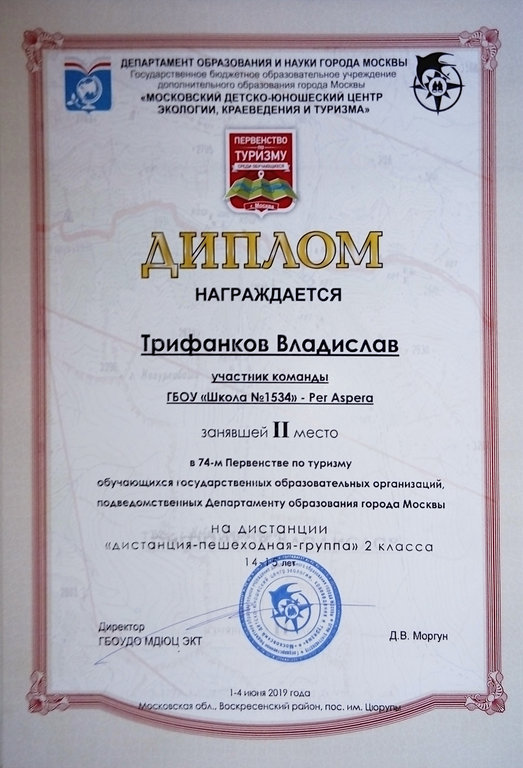 ДЕПАРТАМЕНТ ОБРАЗОВАНИЯ И НАУКИ ГОРОДА МОСКВЫ
Государственное бюджетное образовательное учреждение
дополнительного образования города Москвы
«МОСКОВСКИЙ ДЕТСКО-ЮНОШЕСКИЙ ЦЕНТР
ЭКОЛОГИИ, КРАЕВЕДЕНИЯ И ТУРИЗМА»
ПЕРВЕНСТВО
ПО
ТУРИЗМУ
СРЕДИ ОБУЧАЮЩИХСЯ
г. Москва
ДИПЛОМ
НАГРАЖДАЕТСЯ
Трифанков Владислав
участник команды
ГБОУ «Школа №1534» - Per Aspera
занявшей II место
в 74-м Первенстве по туризму
обучающихся государственных образовательных организаций,
подведомственных Департаменту образования города Москвы
на дистанции
«дистанция-пешеходная-группа» 2 класса
14-15 лет
Директор
ГБОУДО МДЮЦ ЭКТ
Д.В. Моргун
1-4 июня 2019 года
Московская обл., Воскресенский район, пос. им. Цюрупы